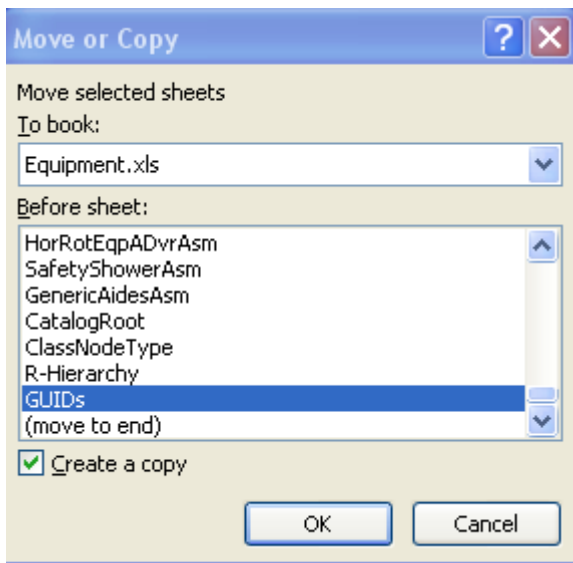 Move or Copy
Move selected sheets
To book:
Equipment.xls
Before sheet:
HorRotEqpADvrAsm
SafetyShowerAsm
GenericAidesAsm
CatalogRoot
ClassNodeType
R-Hierarchy
GUIDs
(move to end)
Create a copy
OK Cancel